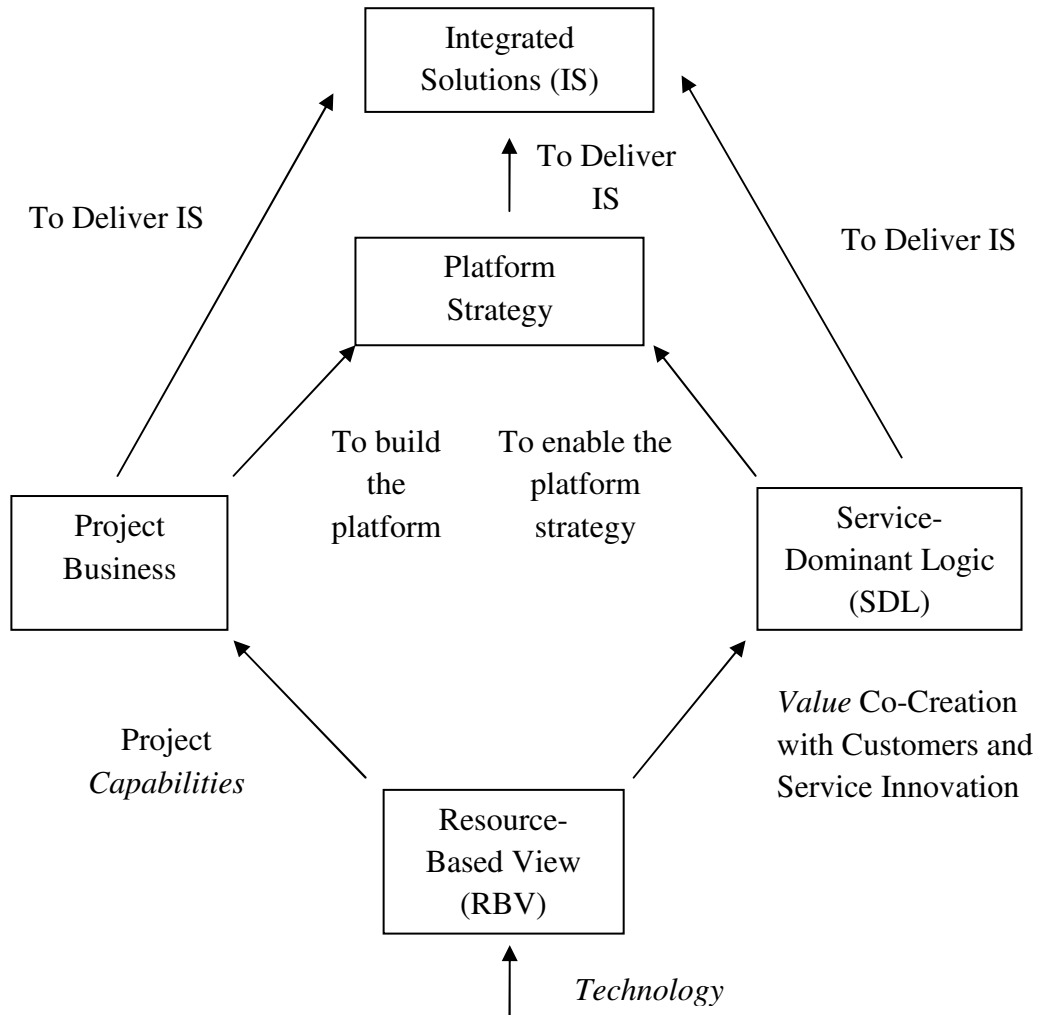 Integrated
Solutions (IS)
To Deliver
IS
To Deliver IS
To Deliver IS
Platform
Strategy
To build
the
platform
To enable the
platform
strategy
Project
Business
Service-
Dominant Logic
(SDL)
Project
Capabilities
Value Co-Creation
with Customers and
Service Innovation
Resource-
Based View
(RBV)
Technology